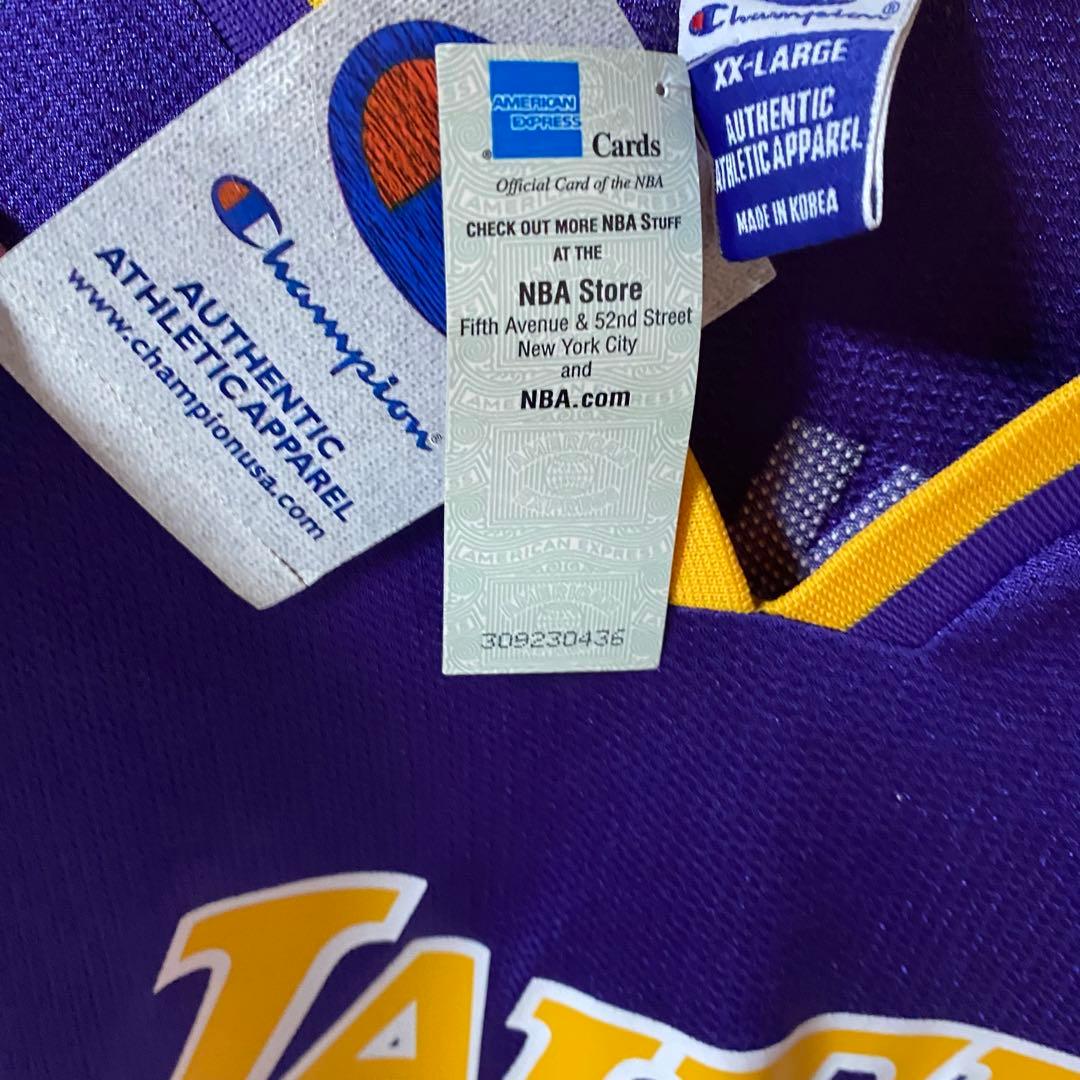 Champion
AUTHENTIC
ATHLETIC APPAREL
www.championusa.com
AMERICAN
EXPRESS
®
Cards
Official Card of the NBA
CHECK OUT MORE NBA STUFF
AT THE
NBA Store
Fifth Avenue & 52nd Street
New York City
and
NBA.com
AMERICAN EXPRESS
309230436
Champion®
XX-LARGE
AUTHENTIC
ATHLETIC APPAREL
MADE IN KOREA